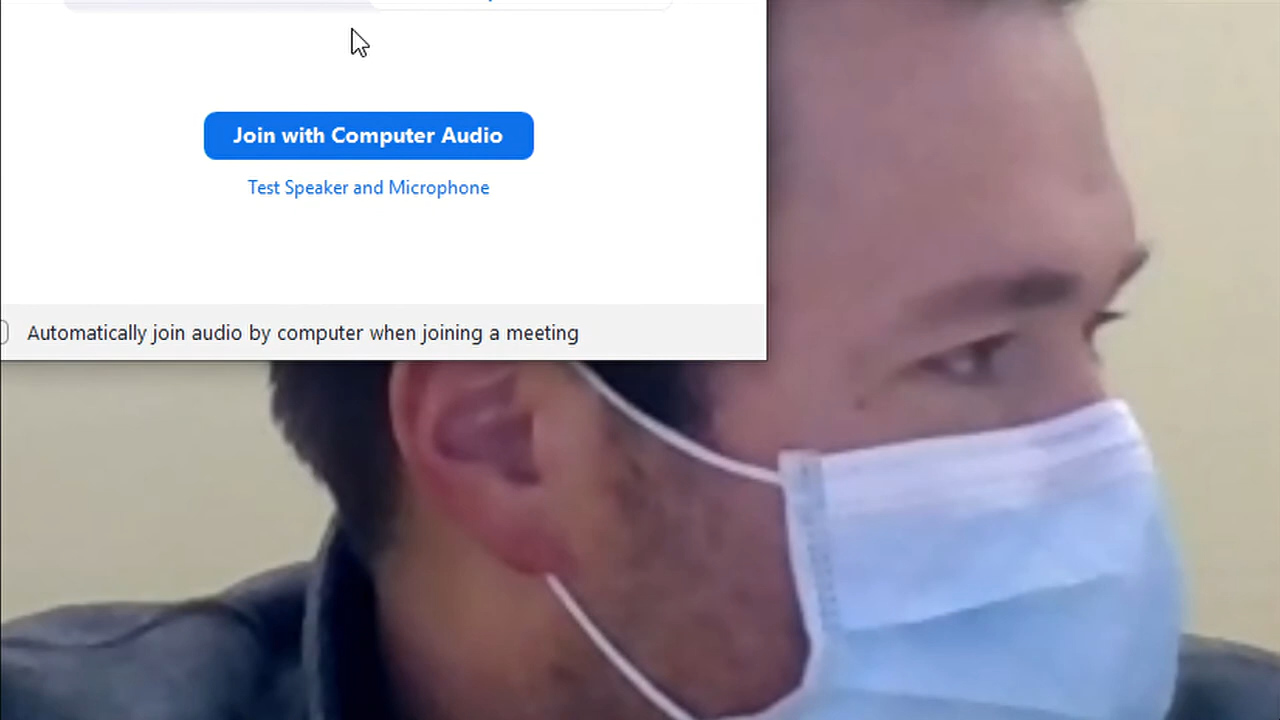 Join with Computer Audio
Test Speaker and Microphone
Automatically join audio by computer when joining a meeting